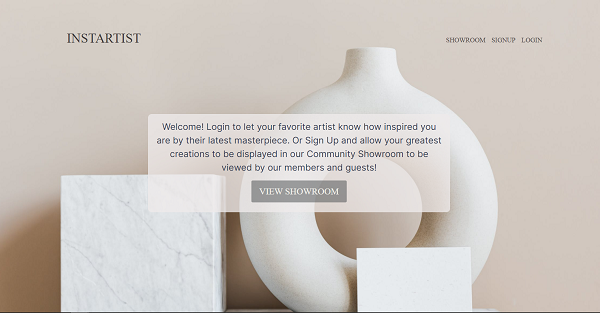 INSTARTIST
SHOWROOM SIGNUP LOGIN
Welcome! Login to let your favorite artist know how inspired you
are by their latest masterpiece. Or Sign Up and allow your greatest
creations to be displayed in our Community Showroom to be
viewed by our members and guests!
VIEW SHOWROOM